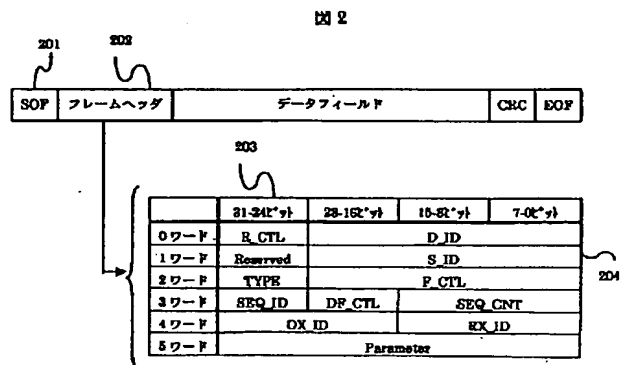 図2
201
202
SOF フレームヘッダ データフィールド CRC EOF
203
31-24ビット 23-16ビット 15-8ビット 7-0ビット
0ワード R_CTL D_ID
1ワード Reserved S_ID
2ワード TYPE F_CTL
3ワード SEQ_ID DF_CTL SEQ_CNT
4ワード OX_ID RX_ID
5ワード Parameter
204